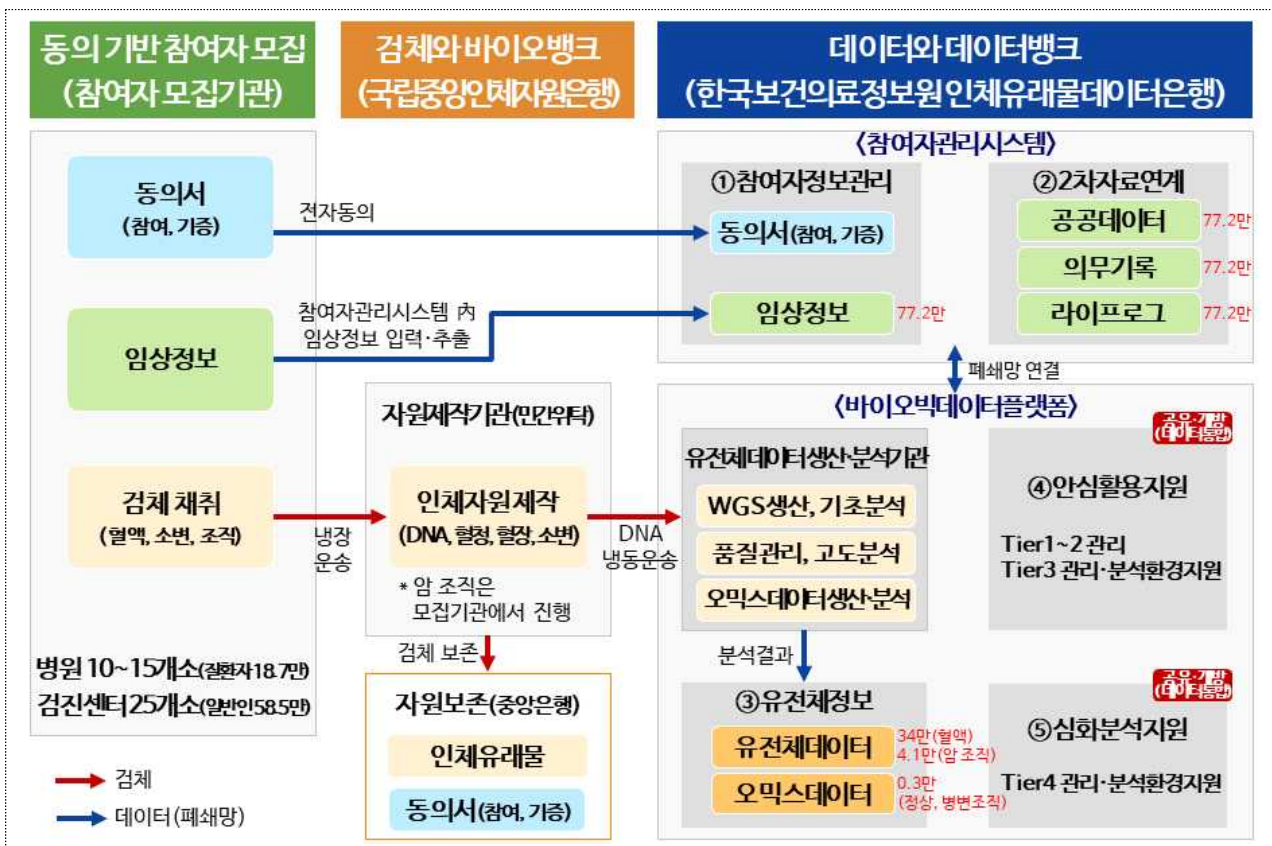 동의 기반 참여자 모집
(참여자 모집기관)
검체와 바이오뱅크
(국립중앙인체자원은행)
데이터와 데이터뱅크
(한국보건의료정보원 인체유래물데이터은행)
동의서
(참여, 기증)
임상정보
검체 채취
(혈액, 소변, 조직)
병원 10~15개소(질환자18.7만)
검진센터 25개소(일반인58.5만)
검체
데이터(폐쇄망)
전자동의
참여자관리시스템 內
임상정보 입력·추출
냉장
운송
자원제작기관(민간위탁)
인체자원 제작
(DNA, 혈청, 혈장, 소변)
* 암 조직은
모집기관에서 진행
검체 보존
자원보존(중앙은행)
인체유래물
동의서(참여, 기증)
DNA
냉동운송
〈참여자관리시스템〉
①참여자정보관리
동의서(참여, 기증)
임상정보 77.2만
②2차자료연계
공공데이터 77.2만
의무기록 77.2만
라이프로그 77.2만
폐쇄망 연결
〈바이오빅데이터플랫폼〉
유전체데이터생산·분석기관
WGS생산, 기초분석
품질관리, 고도분석
오믹스데이터생산·분석
분석결과
③유전체정보
유전체데이터
34만(혈액)
4.1만(암 조직)
오믹스데이터
0.3만
(정상, 병변조직)
공유·개방
(데이터통합)
④안심활용지원
Tier1~2 관리
Tier3 관리·분석환경지원
공유·개방
(데이터통합)
⑤심화분석지원
Tier4 관리·분석환경지원